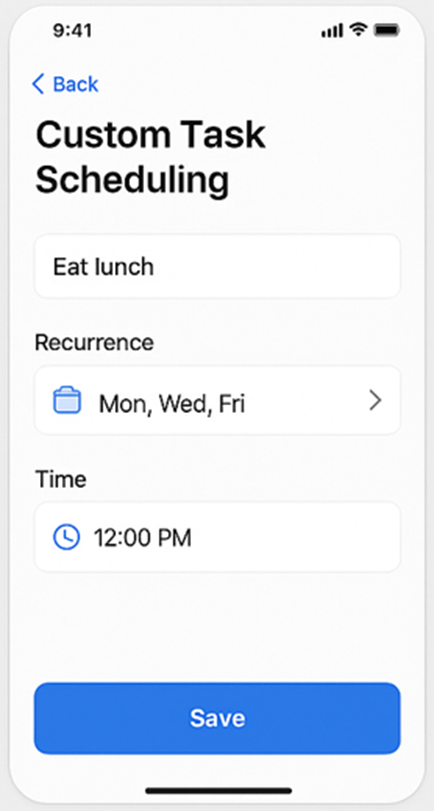 9:41
Back
Custom Task
Scheduling
Eat lunch
Recurrence
Mon, Wed, Fri
Time
12:00 PM
Save